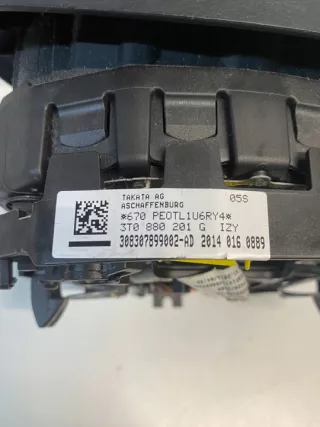 TAKATA AG 05S
ASCHAFFENBURG
*670 PEOTL1U6RY4*
3T0 880 201 G IZY
308307899002-AD 2014 016 0889